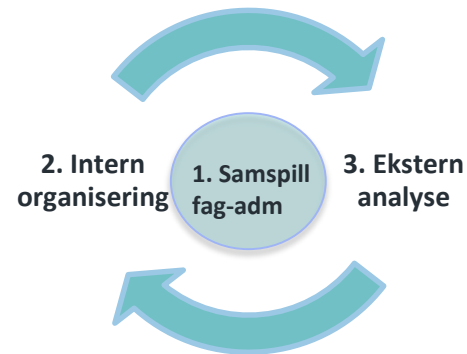 2. Intern
organisering
1. Samspill
fag-adm
3. Ekstern
analyse